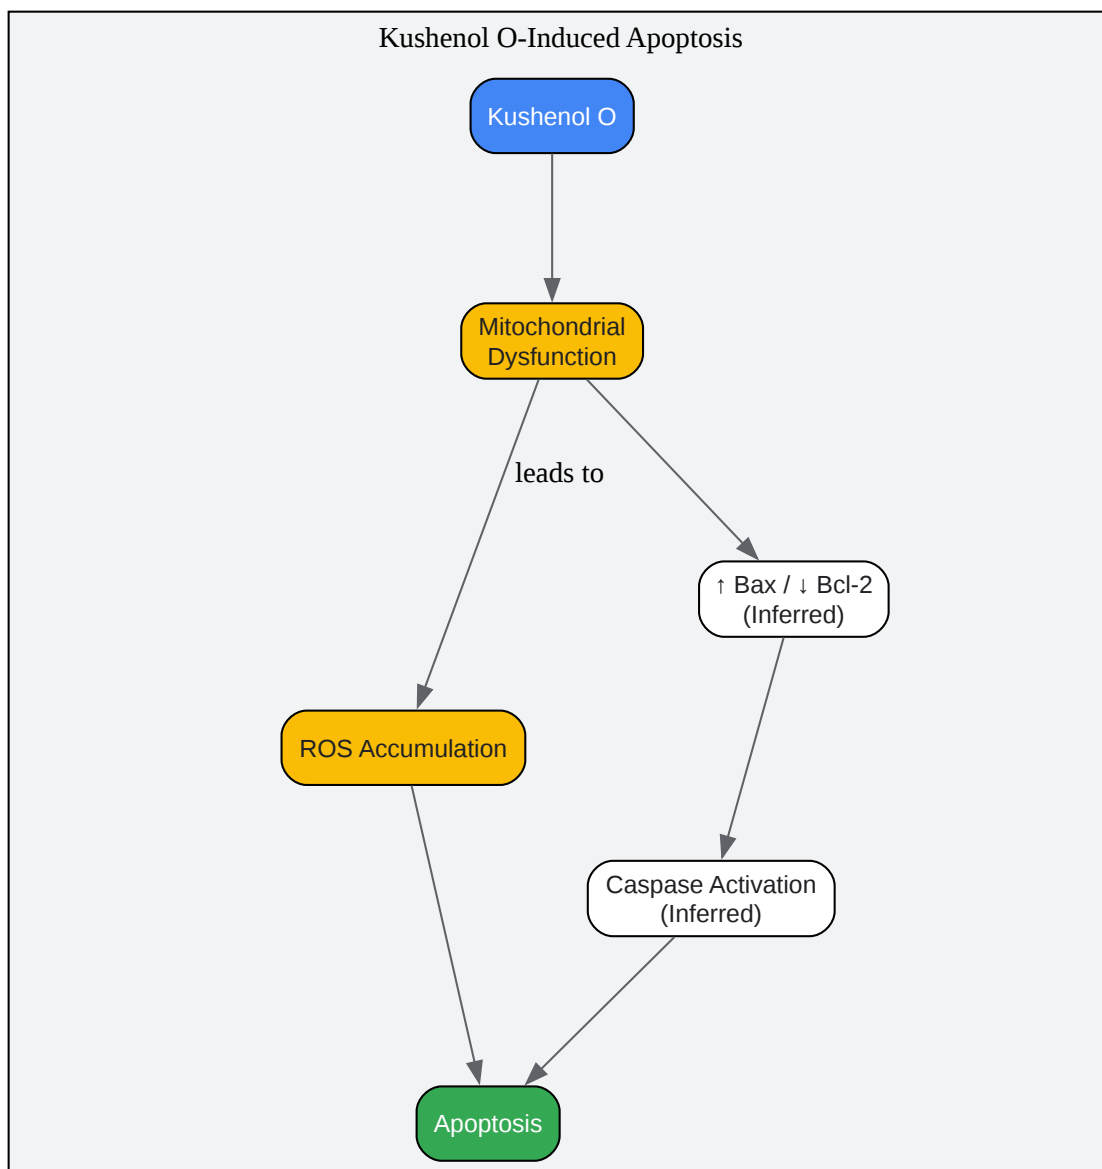 Kushenol O-Induced Apoptosis
Kushenol O
Mitochondrial
Dysfunction
leads to
↑ Bax / ↓ Bcl-2
(Inferred)
ROS Accumulation
Caspase Activation
(Inferred)
Apoptosis